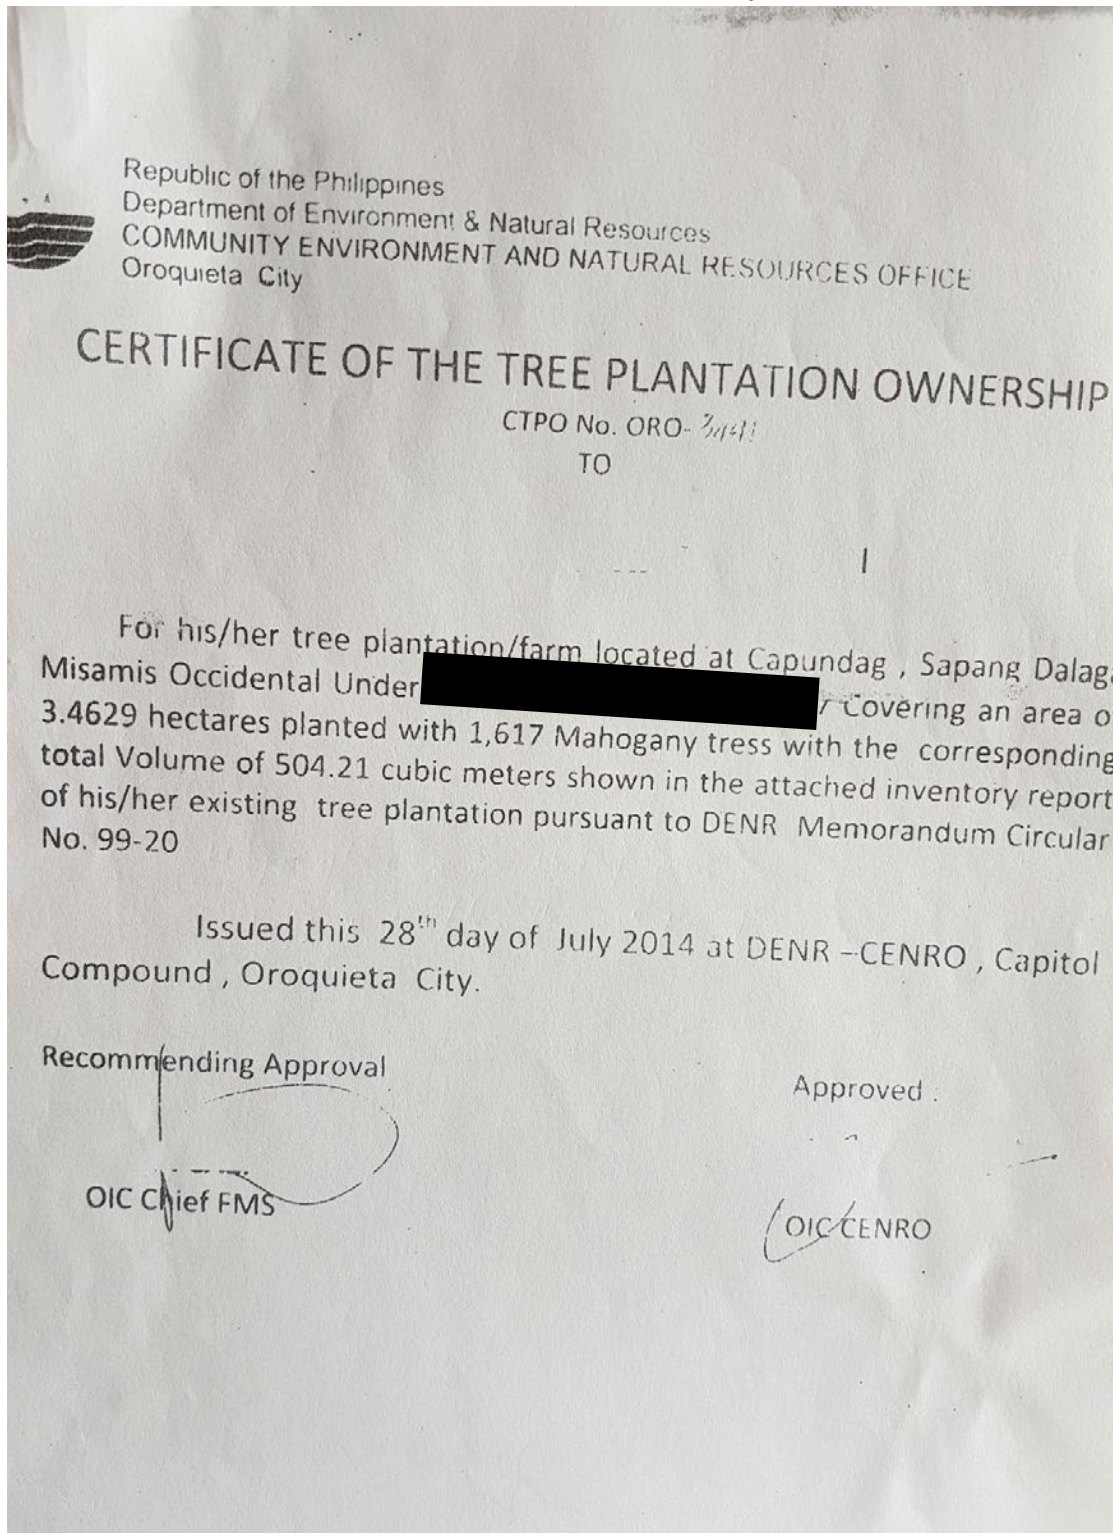 Republic of the Philippines
Department of Environment & Natural Resources
COMMUNITY ENVIRONMENT AND NATURAL RESOURCES OFFICE
Oroquieta City
CERTIFICATE OF THE TREE PLANTATION OWNERSHIP
CTPO No. ORO-
TO
For his/her tree plantation/farm located at Capundag , Sapang Dalaga
Misamis Occidental Under Covering an area o
3.4629 hectares planted with 1,617 Mahogany tress with the corresponding
total Volume of 504.21 cubic meters shown in the attached inventory report
of his/her existing tree plantation pursuant to DENR Memorandum Circular
No. 99-20
Issued this 28th day of July 2014 at DENR –CENRO , Capitol
Compound , Oroquieta City.
Recommending Approval
Approved :
OIC Chief FMS
OIC CENRO